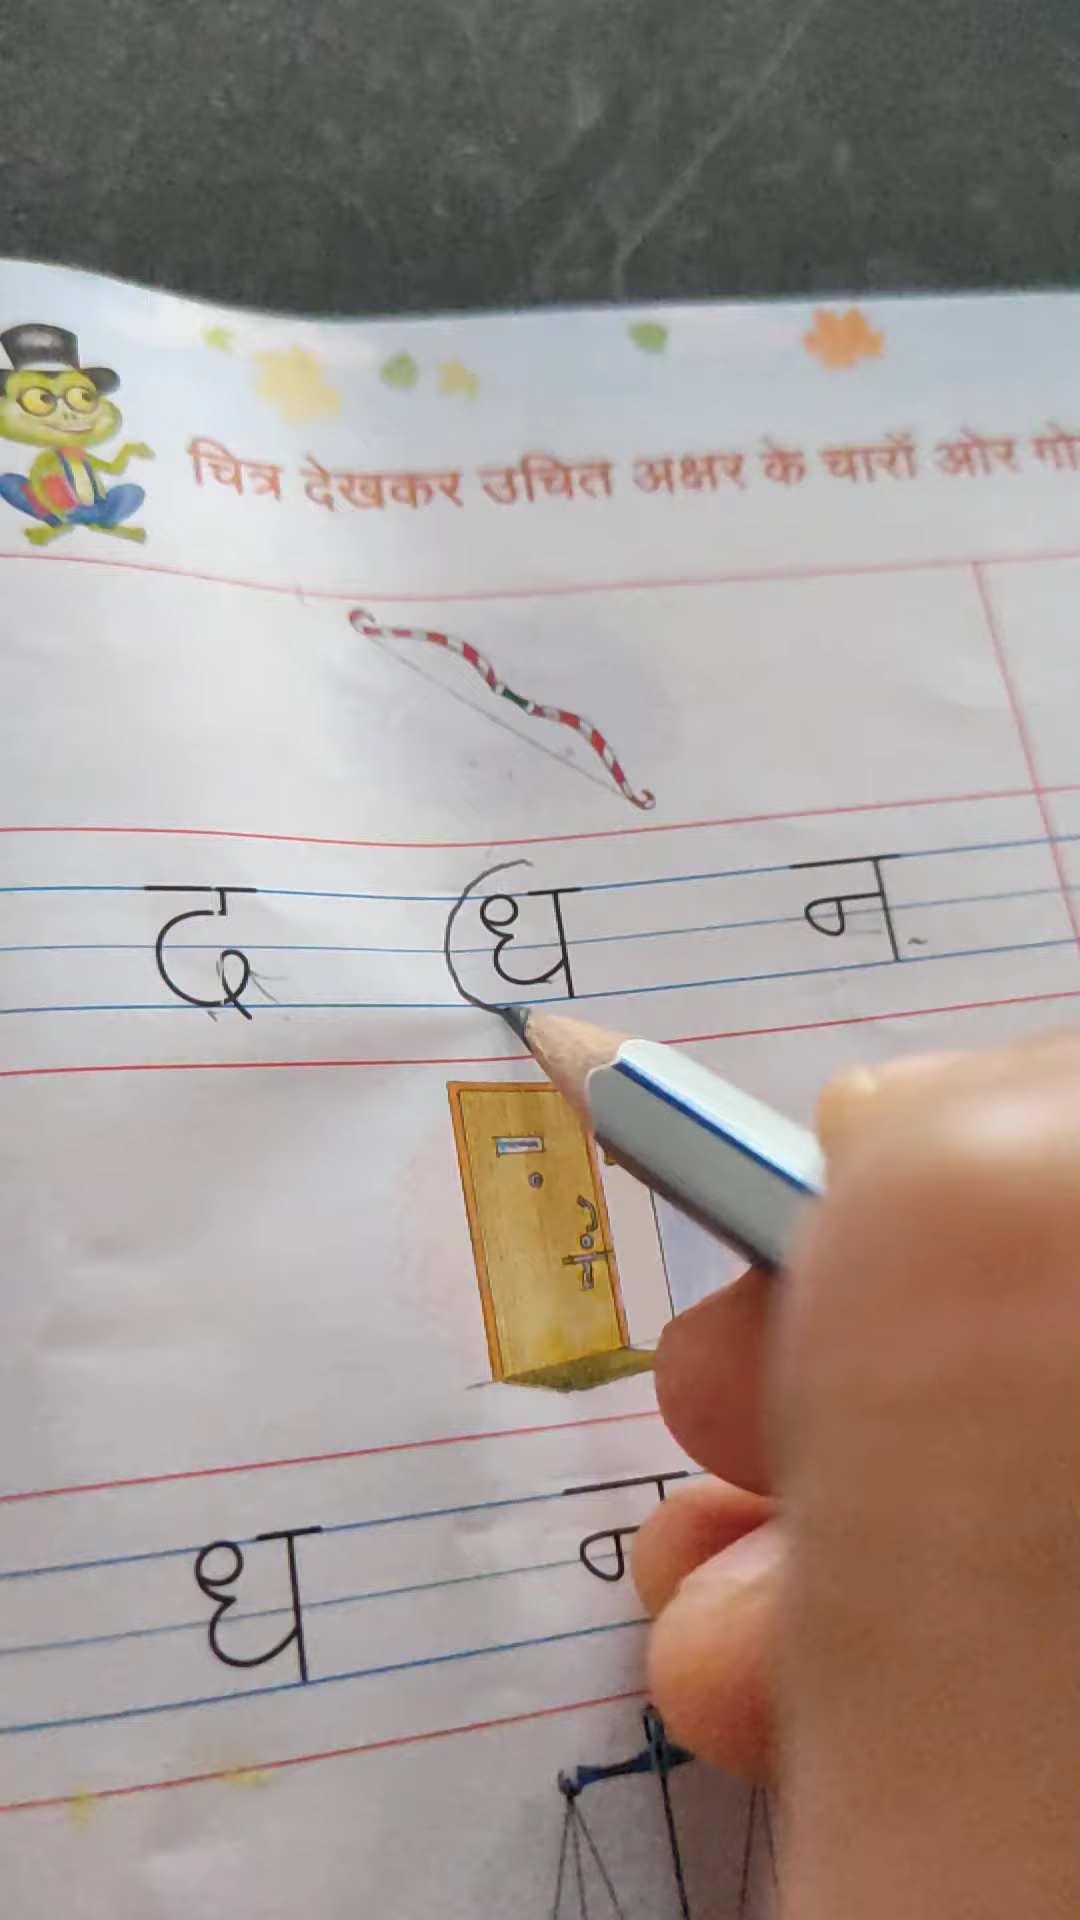 चित्र देखकर उचित अक्षर के चारों ओर
द ध न
ध न